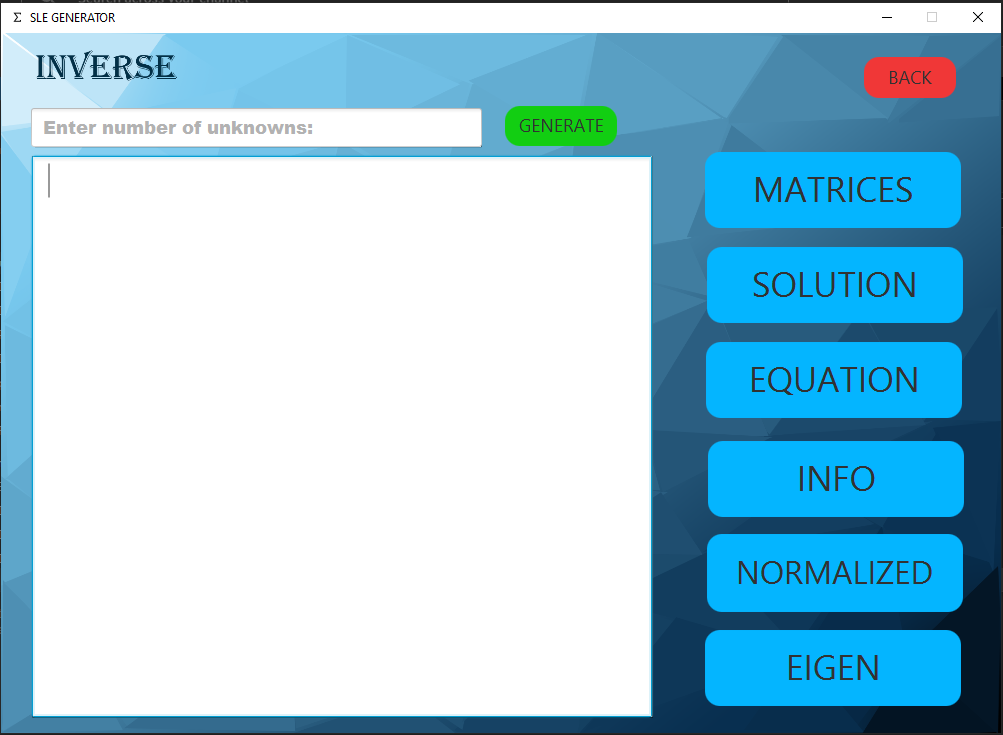 Σ SLE GENERATOR
INVERSE
BACK
Enter number of unknowns:
GENERATE
MATRICES
SOLUTION
EQUATION
INFO
NORMALIZED
EIGEN